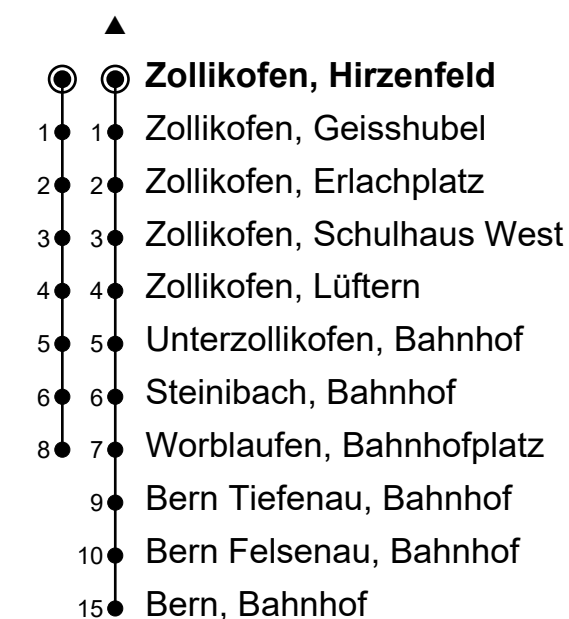 Zollikofen, Hirzenfeld
1 1 Zollikofen, Geisshubel
2 2 Zollikofen, Erlachplatz
3 3 Zollikofen, Schulhaus West
4 4 Zollikofen, Lüftern
5 5 Unterzollikofen, Bahnhof
6 6 Steinibach, Bahnhof
8 7 Worblaufen, Bahnhofplatz
9 Bern Tiefenau, Bahnhof
10 Bern Felsenau, Bahnhof
15 Bern, Bahnhof